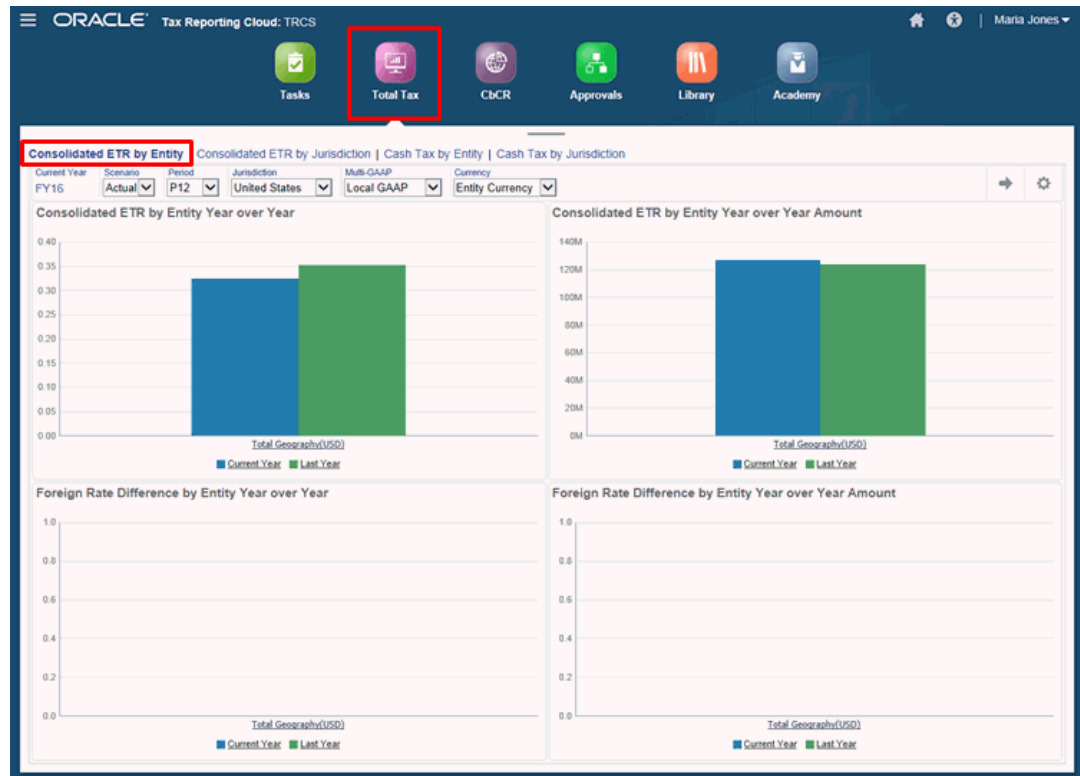 ORACLE® Tax Reporting Cloud: TRCS
Maria Jones
Tasks
Total Tax
CbCR
Approvals
Library
Academy
Consolidated ETR by Entity Consolidated ETR by Jurisdiction | Cash Tax by Entity | Cash Tax by Jurisdiction
Current Year Scenario Period Jurisdiction Multi-GAAP Currency
FY16 Actual P12 United States Local GAAP Entity Currency
Consolidated ETR by Entity Year over Year
0.40
0.35
0.30
0.25
0.20
0.15
0.10
0.05
0.00
Total Geography(USD)
Current Year Last Year
Consolidated ETR by Entity Year over Year Amount
140M
120M
100M
80M
60M
40M
20M
0M
Total Geography(USD)
Current Year Last Year
Foreign Rate Difference by Entity Year over Year
1.0
0.8
0.6
0.4
0.2
0.0
Total Geography(USD)
Current Year Last Year
Foreign Rate Difference by Entity Year over Year Amount
1.0
0.8
0.6
0.4
0.2
0.0
Total Geography(USD)
Current Year Last Year